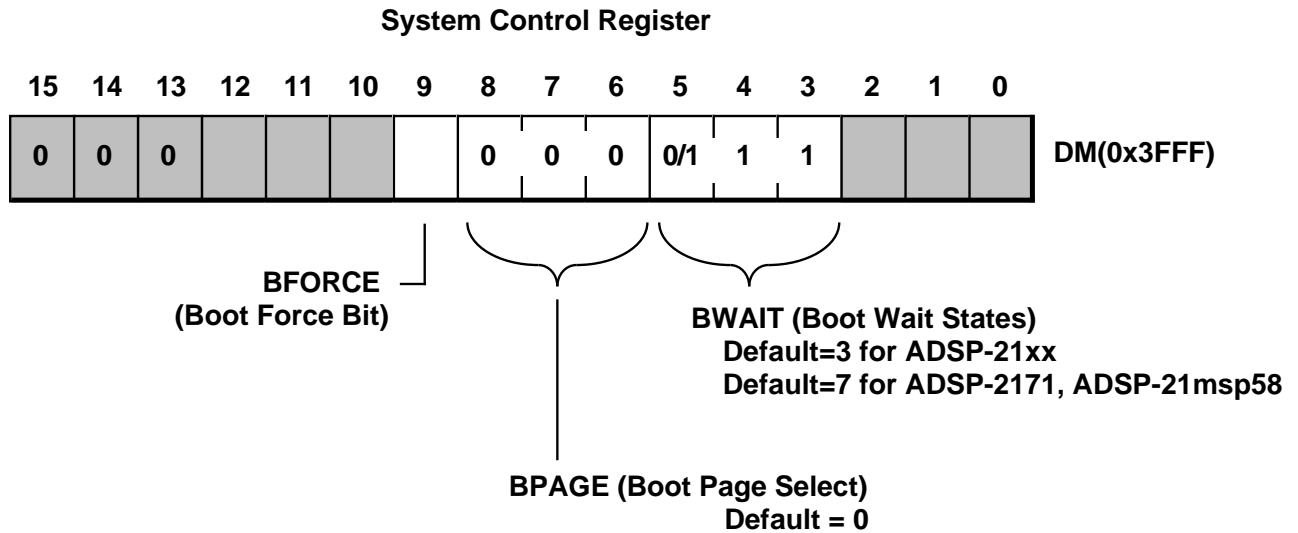 System Control Register
15 14 13 12 11 10 9 8 7 6 5 4 3 2 1 0
0 0 0 0 0 0 0/1 1 1 DM(0x3FFF)
BFORCE
(Boot Force Bit)
BWAIT (Boot Wait States)
Default=3 for ADSP-21xx
Default=7 for ADSP-2171, ADSP-21msp58
BPAGE (Boot Page Select)
Default = 0